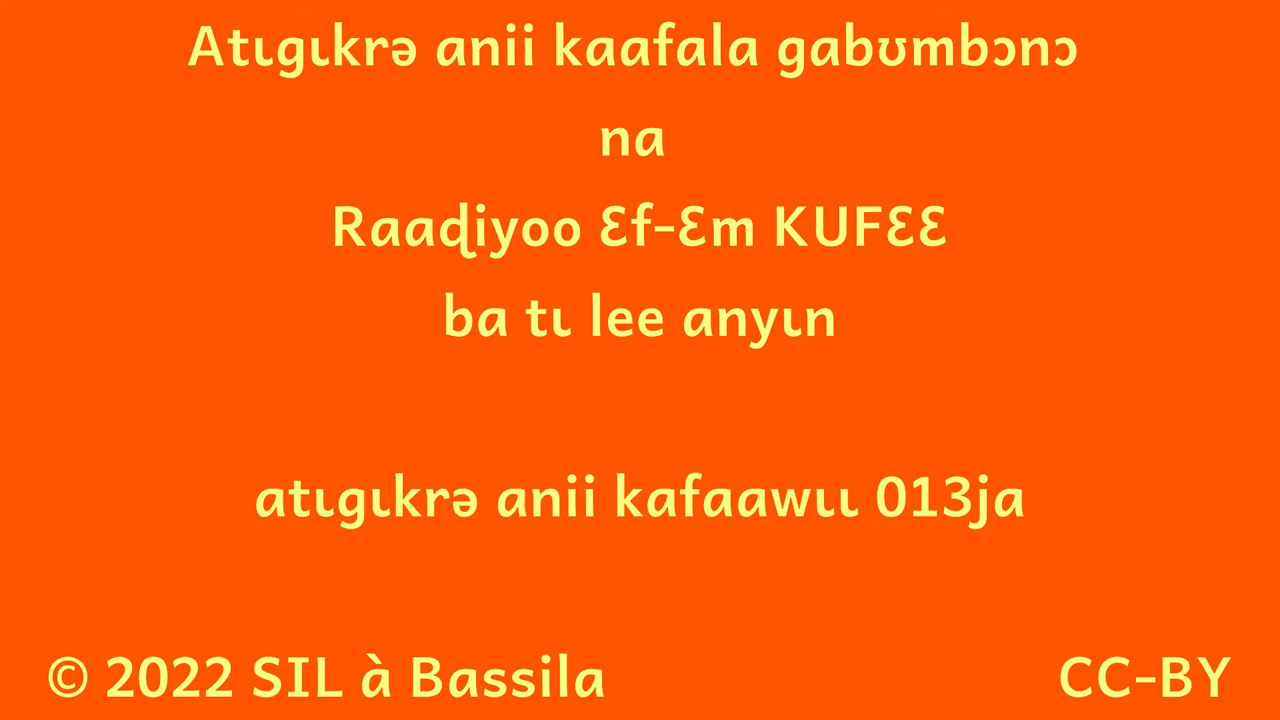 Atɩgɩkrə anii kaafala gabʊmbɔnɔ
na
Raaɖiyoo Ɛf-Ɛm KUFƐƐ
ba tɩ lee anyɩn
atɩgɩkrə anii kafaawɩɩ 013ja
© 2022 SIL à Bassila
CC-BY